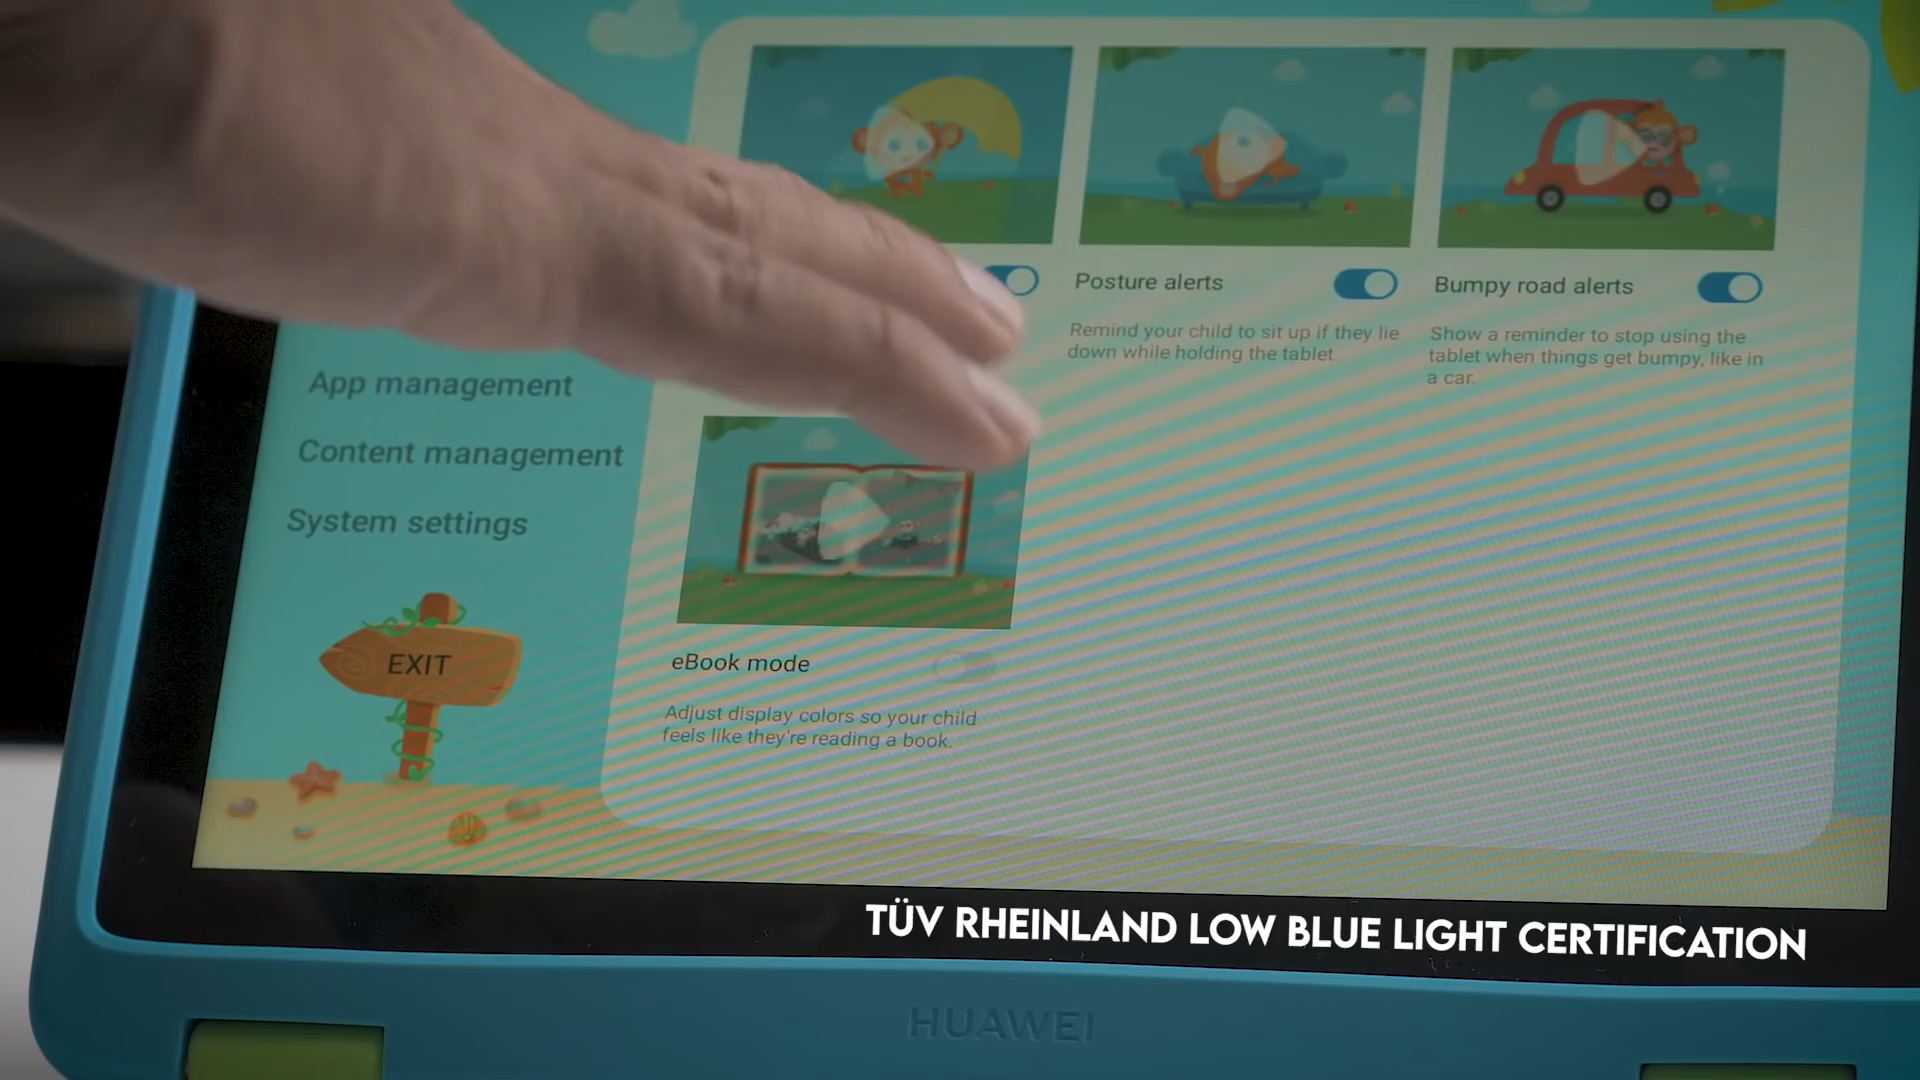 Posture alerts
Remind your child to sit up if they lie
down while holding the tablet.
Bumpy road alerts
Show a reminder to stop using the
tablet when things get bumpy, like in
a car.
App management
Content management
System settings
EXIT
eBook mode
Adjust display colors so your child
feels like they're reading a book.
TÜV RHEINLAND LOW BLUE LIGHT CERTIFICATION
HUAWEI